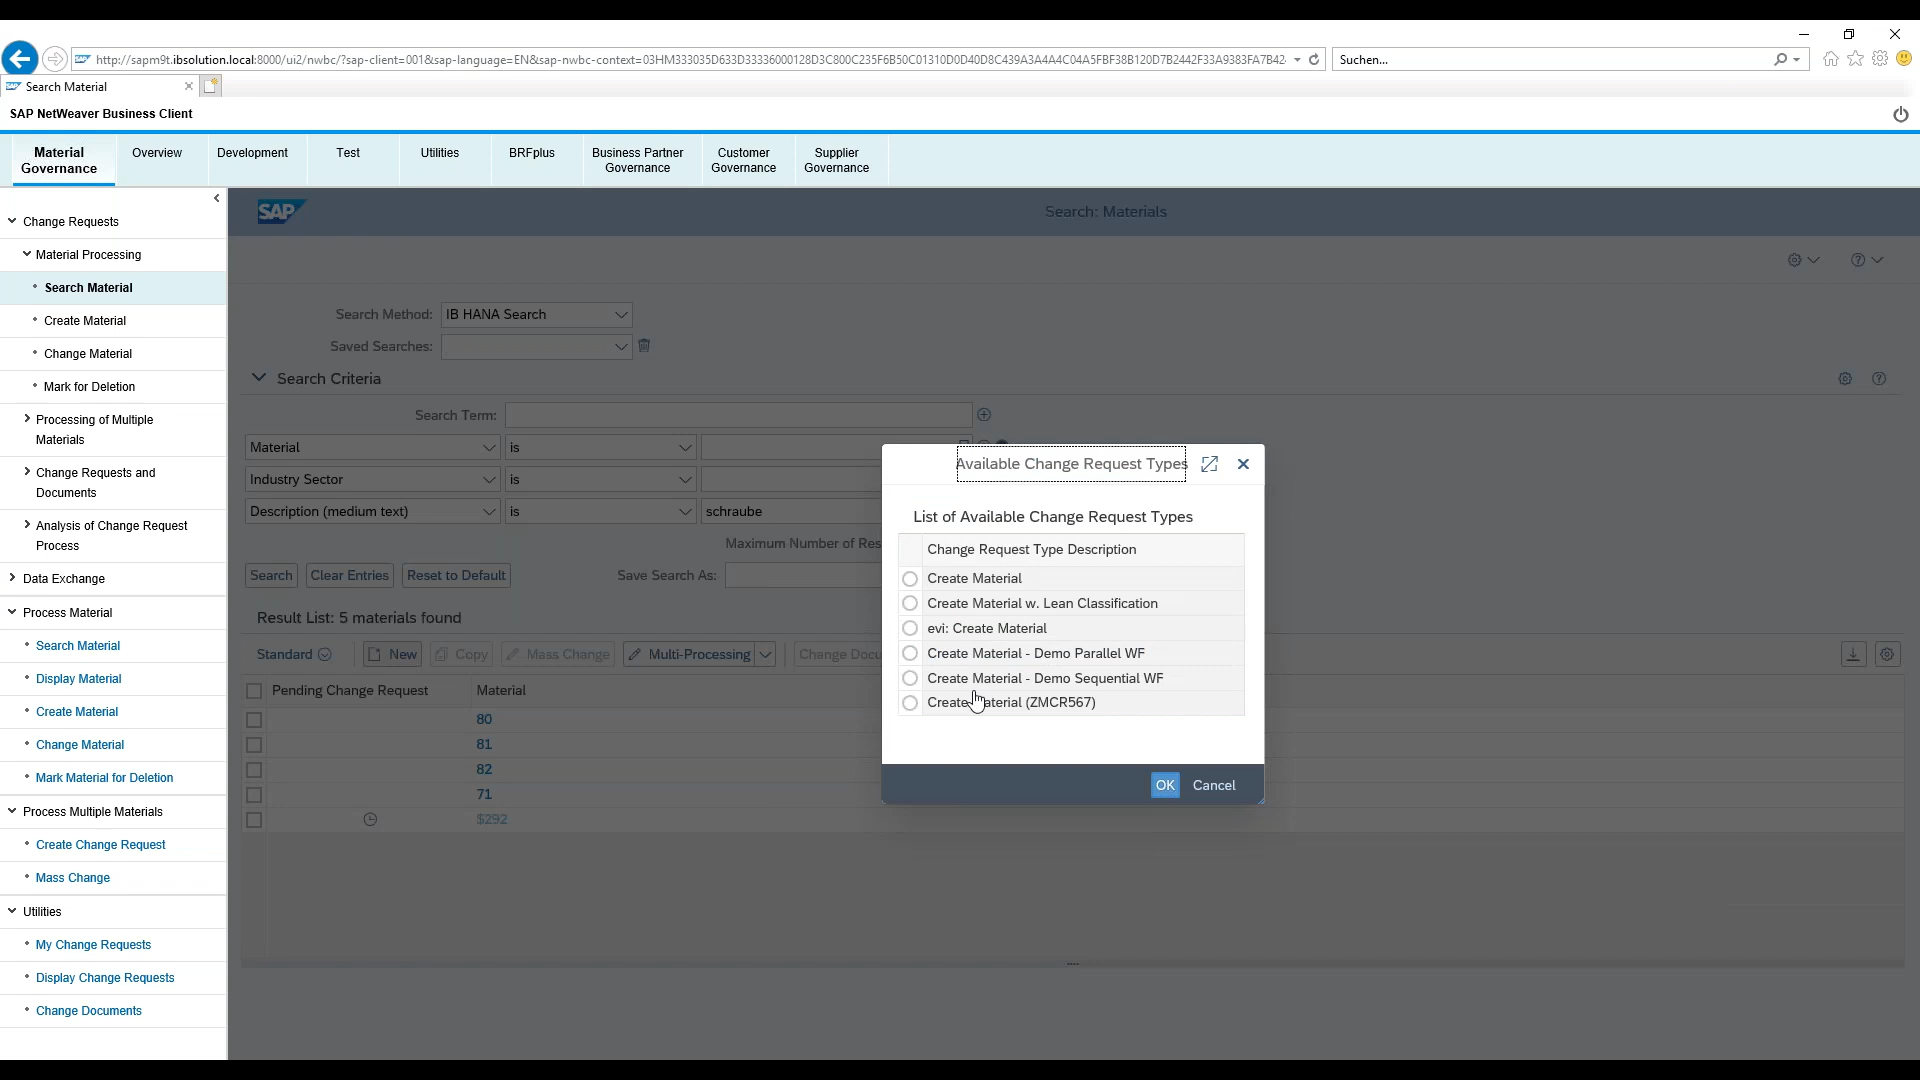 http://sapm9t.ibsolution.local:8000/ui2/nwbc/?sap-client=001&sap-language=EN&sap-nwbc-context=03HM333035D633D33336000128D3C800C235F6B50C01310D0D40D8C439A3A4A4C04A5FBF38B120D7B2442F33A9383FA7B42
Suchen...
Search Material
SAP NetWeaver Business Client
Material Governance
Overview
Development
Test
Utilities
BRFplus
Business Partner Governance
Customer Governance
Supplier Governance
Change Requests
Material Processing
Search Material
Create Material
Change Material
Mark for Deletion
Processing of Multiple
Materials
Change Requests and
Documents
Analysis of Change Request
Process
Data Exchange
Process Material
Search Material
Display Material
Create Material
Change Material
Mark Material for Deletion
Process Multiple Materials
Create Change Request
Mass Change
Utilities
My Change Requests
Display Change Requests
Change Documents
SAP
Search: Materials
Search Method: IB HANA Search
Saved Searches:
Search Criteria
Search Term:
Material is
Industry Sector is
Description (medium text) is schraube
Maximum Number of Res
Search Clear Entries Reset to Default Save Search As:
Result List: 5 materials found
Standard New Copy Mass Change Multi-Processing Change Docu
Pending Change Request Material
80
81
82
71
$292
Available Change Request Types
List of Available Change Request Types
Change Request Type Description
Create Material
Create Material w. Lean Classification
evi: Create Material
Create Material - Demo Parallel WF
Create Material - Demo Sequential WF
Create Material (ZMCR567)
OK Cancel